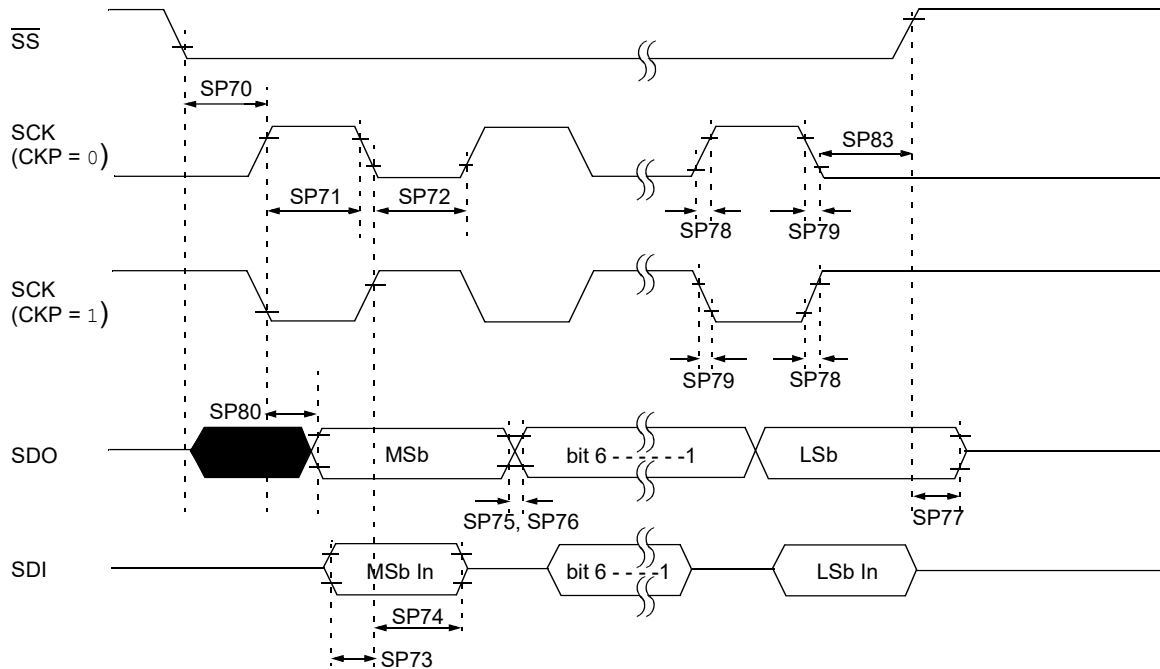 SS
SP70
SCK
(CKP = 0)
SP83
SP71
SP72
SP78
SP79
SCK
(CKP = 1)
SP79
SP78
SP80
SDO
MSb
bit 6 - - - - - -1
LSb
SP75, SP76
SP77
SDI
MSb In
bit 6 - - - - -1
LSb In
SP74
SP73